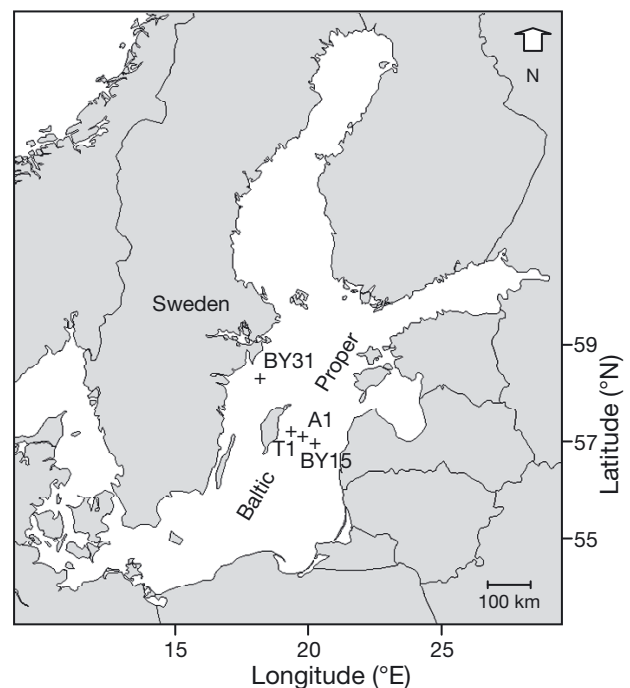 N
Sweden
59
BY31
Proper
A1
57
T1
BY15
Baltic
55
100 km
15
20
25
Latitude (°N)
Longitude (°E)